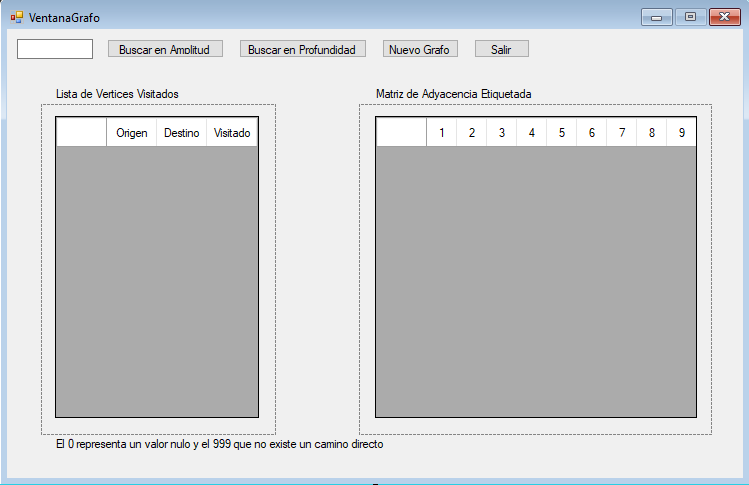 VentanaGrafo
Buscar en Amplitud Buscar en Profundidad Nuevo Grafo Salir
Lista de Vertices Visitados
Origen Destino Visitado
Matriz de Adyacencia Etiquetada
1 2 3 4 5 6 7 8 9
El 0 representa un valor nulo y el 999 que no existe un camino directo